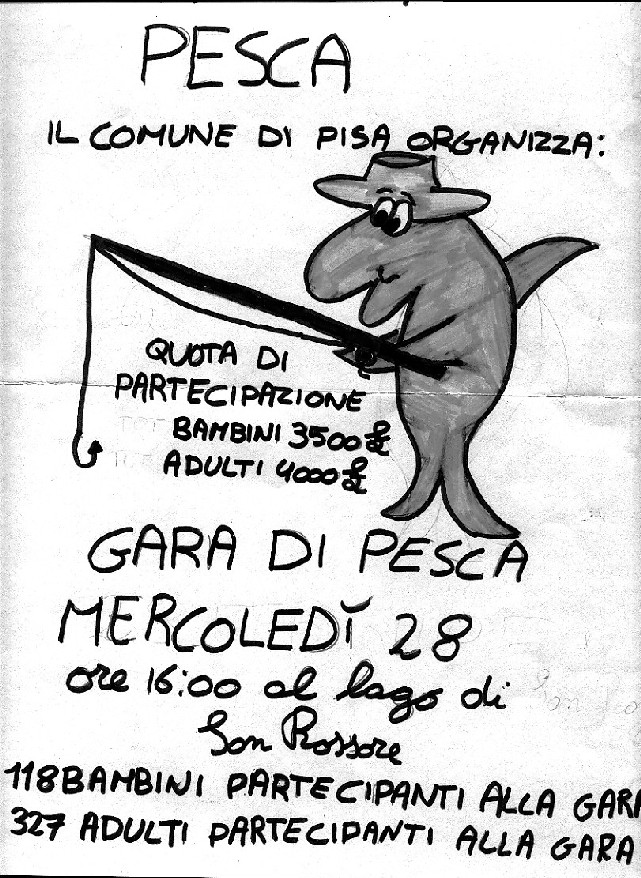 PESCA
IL COMUNE DI PISA ORGANIZZA:
QUOTA DI
PARTECIPAZIONE
BAMBINI 3500 £
ADULTI 4000 £
GARA DI PESCA
MERCOLEDÌ 28
ore 16:00 al lago di
San Rossore
118 BAMBINI PARTECIPANTI ALLA GARA
327 ADULTI PARTECIPANTI ALLA GARA